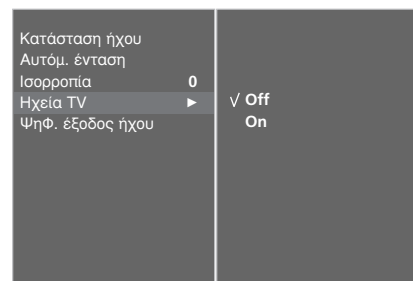 Κατάσταση ήχου
Αυτόμ. ένταση
Ισορροπία 0
Ηχεία TV ►
ΨηΦ. έξοδος ήχου
√ Off
On